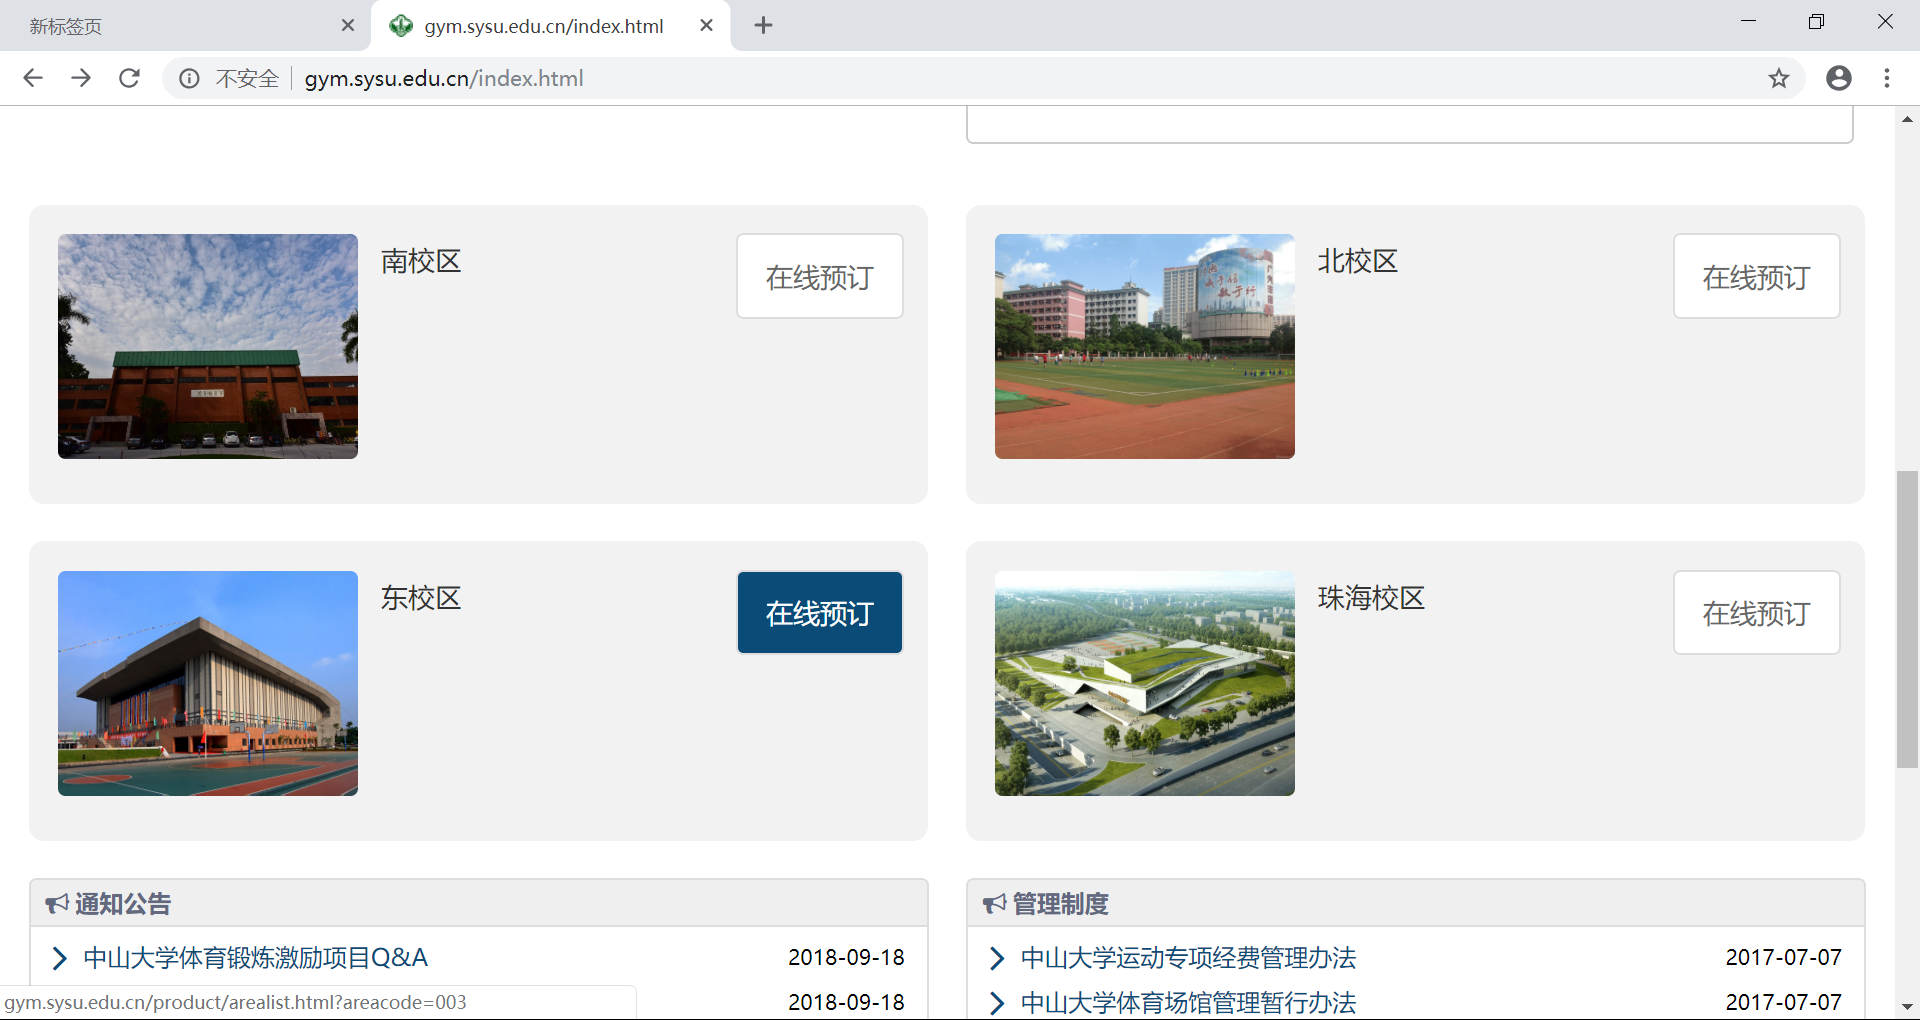 新标签页
gym.sysu.edu.cn/index.html
不安全
gym.sysu.edu.cn/index.html
南校区
在线预订
北校区
在线预订
东校区
在线预订
珠海校区
在线预订
通知公告
中山大学体育锻炼激励项目Q&A 2018-09-18
2018-09-18
管理制度
中山大学运动专项经费管理办法 2017-07-07
中山大学体育场馆管理暂行办法 2017-07-07
gym.sysu.edu.cn/product/arealist.html?areacode=003